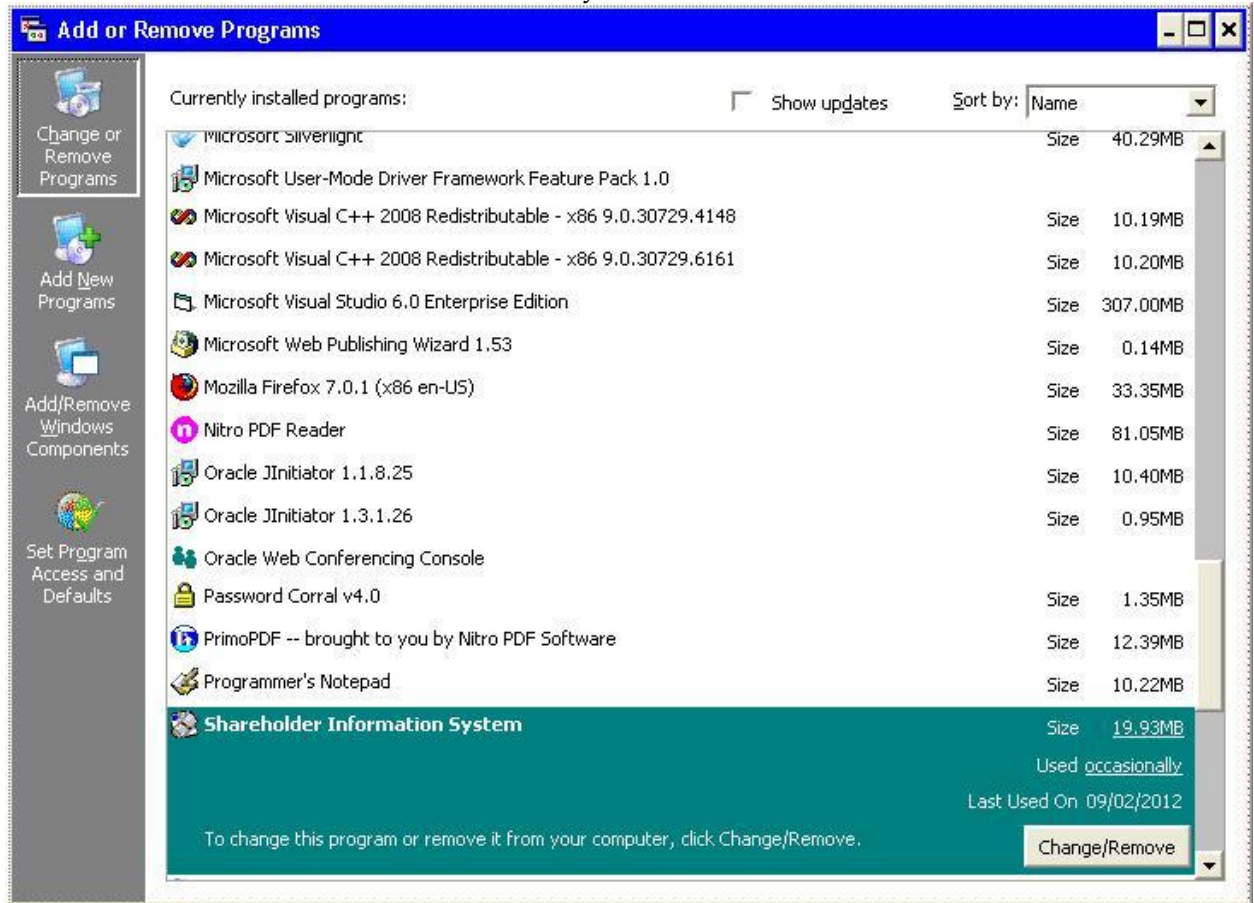 Add or Remove Programs
Change or
Remove
Programs
Add New
Programs
Add/Remove
Windows
Components
Set Program
Access and
Defaults
Currently installed programs:
Show updates
Sort by: Name
Microsoft Silverlight Size 40.29MB
Microsoft User-Mode Driver Framework Feature Pack 1.0
Microsoft Visual C++ 2008 Redistributable - x86 9.0.30729.4148 Size 10.19MB
Microsoft Visual C++ 2008 Redistributable - x86 9.0.30729.6161 Size 10.20MB
Microsoft Visual Studio 6.0 Enterprise Edition Size 307.00MB
Microsoft Web Publishing Wizard 1.53 Size 0.14MB
Mozilla Firefox 7.0.1 (x86 en-US) Size 33.35MB
Nitro PDF Reader Size 81.05MB
Oracle JInitiator 1.1.8.25 Size 10.40MB
Oracle JInitiator 1.3.1.26 Size 0.95MB
Oracle Web Conferencing Console
Password Corral v4.0 Size 1.35MB
PrimoPDF -- brought to you by Nitro PDF Software Size 12.39MB
Programmer's Notepad Size 10.22MB
Shareholder Information System Size 19.93MB
Used occasionally
Last Used On 09/02/2012
To change this program or remove it from your computer, click Change/Remove.
Change/Remove